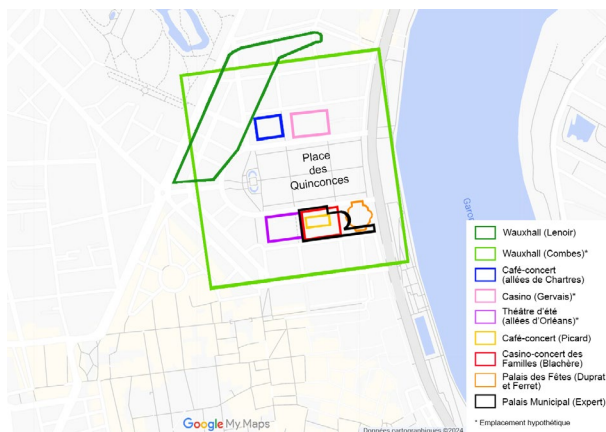 Place
des
Quinconces
Garon
Wauxhall (Lenoir)
Wauxhall (Combes)*
Café-concert
(allées de Chartres)
Casino (Gervais)*
Théâtre d'été
(allées d'Orléans)*
Café-concert (Picard)
Casino-concert des
Familles (Blachère)
Palais des Fêtes (Duprat
et Ferret)
Palais Municipal (Expert)
* Emplacement hypothétique
Google My Maps
Données cartographiques ©2024